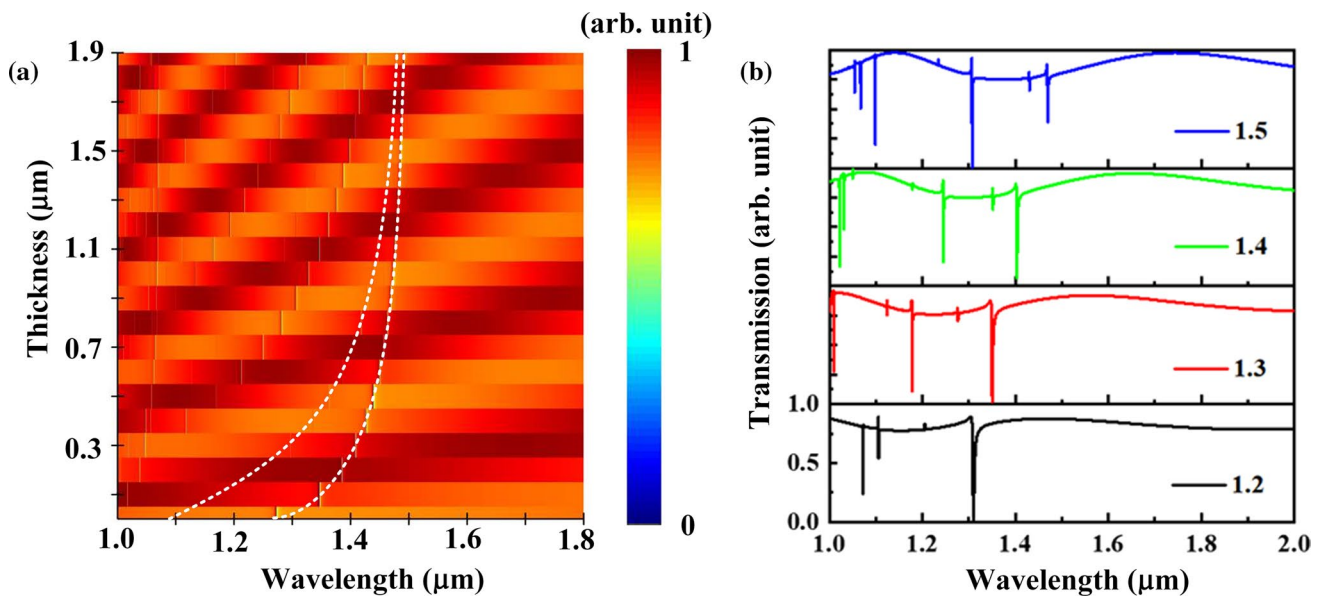 (arb. unit)
(a)
1
0
1.9
1.5
1.1
0.7
0.3
Thickness (μm)
1.0 1.2 1.4 1.6 1.8
Wavelength (μm)
(b)
Transmission (arb. unit)
1.5
1.4
1.3
1.2
1.0
0.5
0.0
1.0 1.2 1.4 1.6 1.8 2.0
Wavelength (μm)